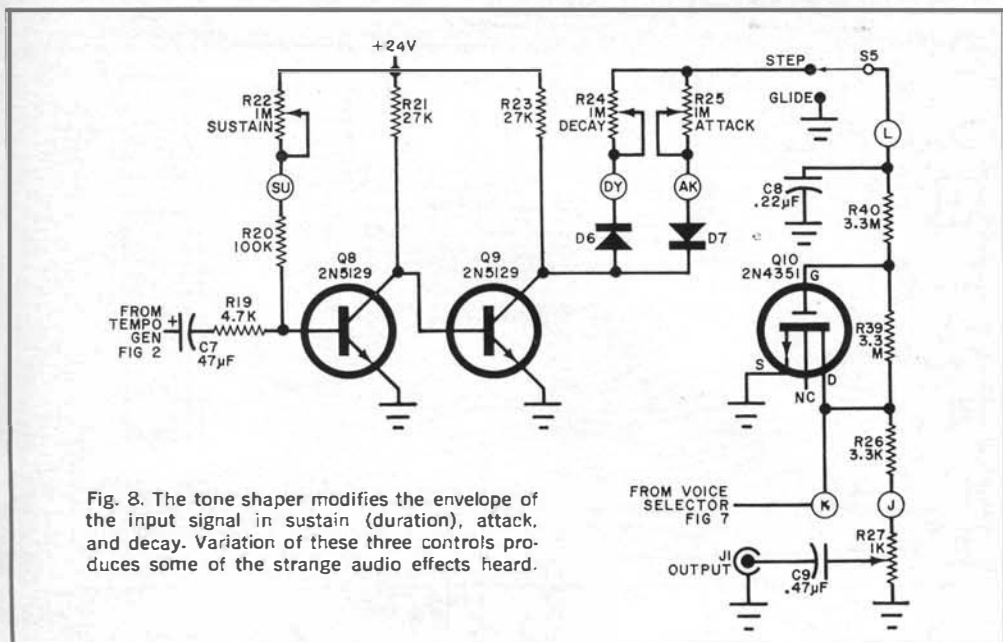 +24V
R22
1M
SUSTAIN
R21
27K
R23
27K
R24
1M
DECAY
R25
1M
ATTACK
STEP
S5
GLIDE
L
SU
DY
AK
C8
.22µF
R40
3.3M
R20
100K
D6
D7
Q8
2N5129
Q9
2N5129
Q10
2N4351
G
FROM
TEMPO
GEN
FIG 2
+
R19
4.7K
C7
47µF
R39
3.3
M
S
D
NC
R26
3.3K
FROM VOICE
SELECTOR
FIG 7
K
J
R27
1K
J1
OUTPUT
C9
.47µF
Fig. 8. The tone shaper modifies the envelope of
the input signal in sustain (duration), attack,
and decay. Variation of these three controls pro-
duces some of the strange audio effects heard.